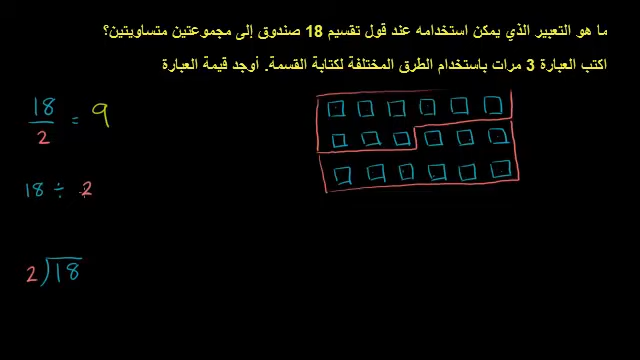 ما هو التعبير الذي يمكن استخدامه عند قول تقسيم 18 صندوق إلى مجموعتين متساويتين؟
اكتب العبارة 3 مرات باستخدام الطرق المختلفة لكتابة القسمة. أوجد قيمة العبارة
18/2 = 9
18 ÷ 2
2)18